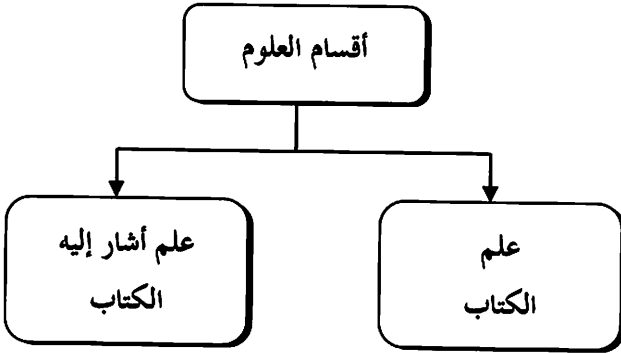 أقسام العلوم
علم
الكتاب
علم أشار إليه
الكتاب